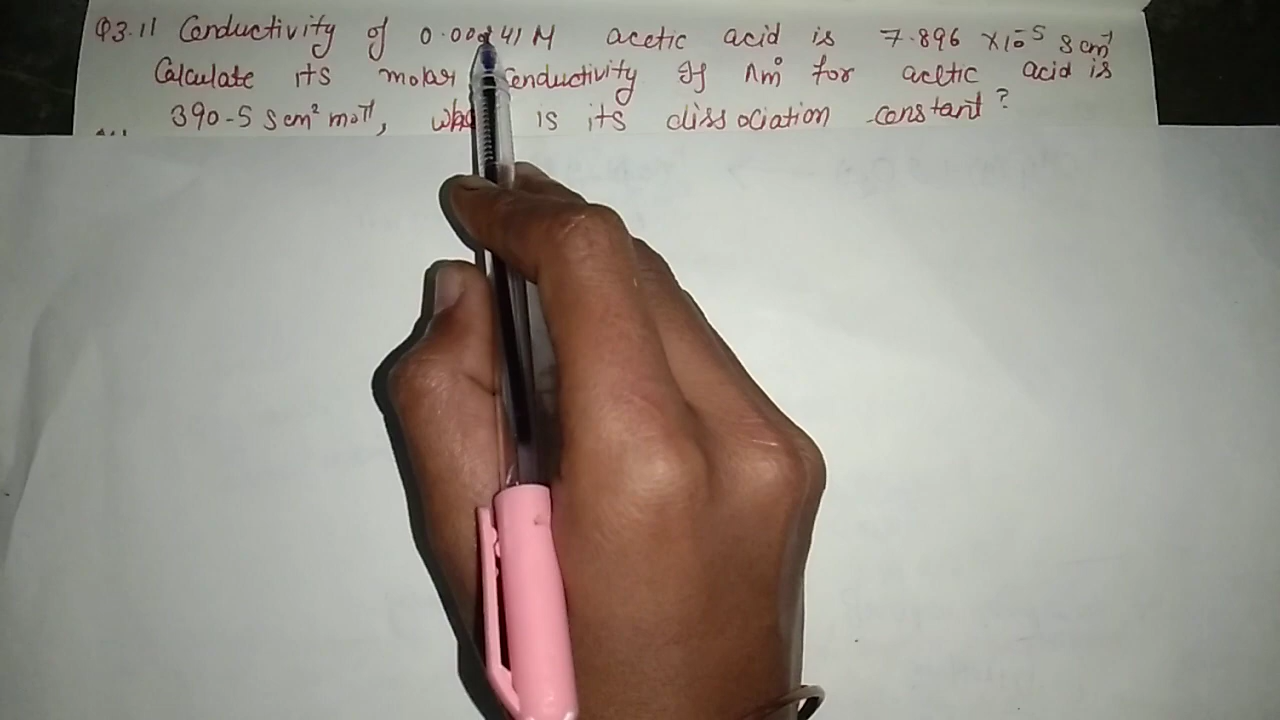 Q3.11 Conductivity of 0.00241 M acetic acid is 7.896 ×10⁻⁵ S cm⁻¹
Calculate its molar conductivity If Λm° for acetic acid is
390.5 S cm² mol⁻¹, is its dissociation constant?